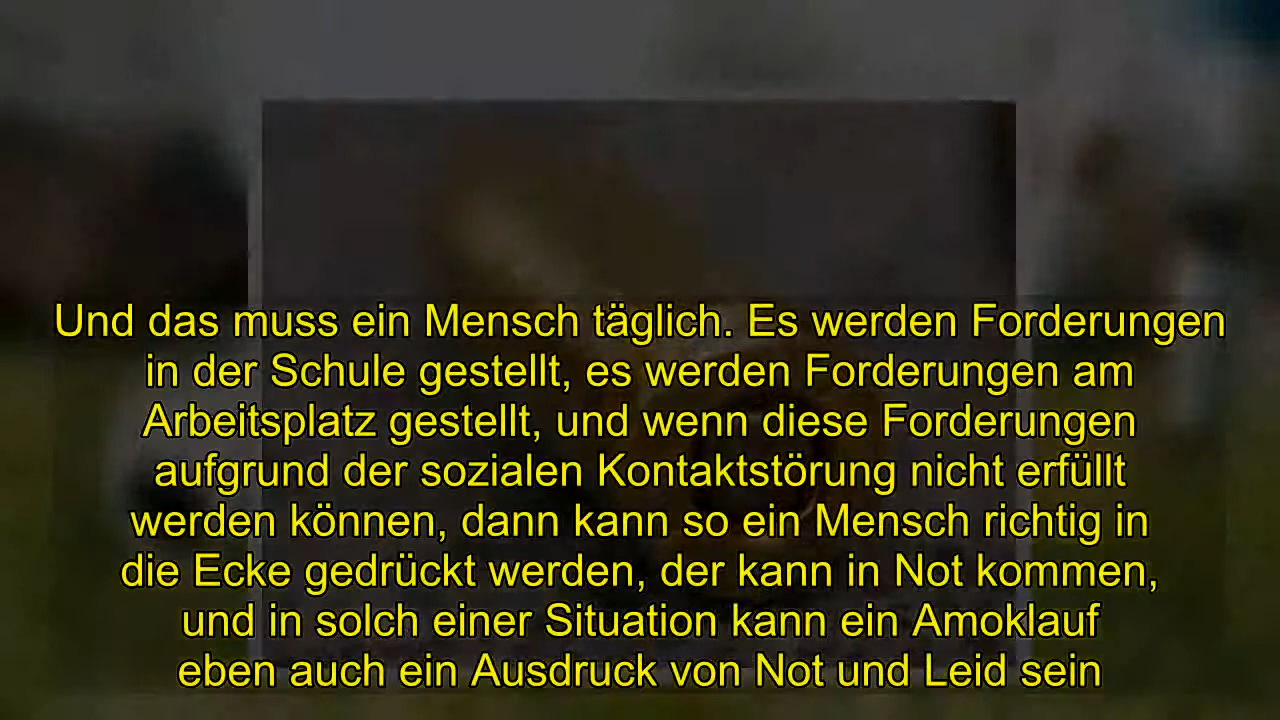 Und das muss ein Mensch täglich. Es werden Forderungen
in der Schule gestellt, es werden Forderungen am
Arbeitsplatz gestellt, und wenn diese Forderungen
aufgrund der sozialen Kontaktstörung nicht erfüllt
werden können, dann kann so ein Mensch richtig in
die Ecke gedrückt werden, der kann in Not kommen,
und in solch einer Situation kann ein Amoklauf
eben auch ein Ausdruck von Not und Leid sein